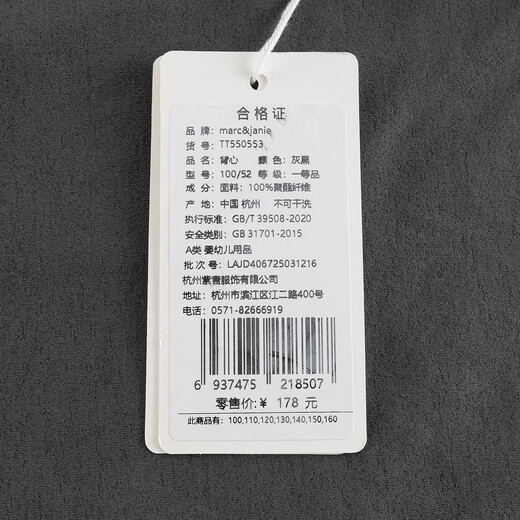 合格证
品 牌: marc&janie
货 号: TT550553
品 名: 背心 颜 色: 灰黑
型 号: 100/52 等 级: 一等品
成 分: 面料: 100%聚酯纤维
产 地: 中国 杭州 不可干洗
执行标准: GB/T 39508-2020
安全类别: GB 31701-2015
A类 婴幼儿用品
批 次 号: LAJD406725031216
杭州紫蒈服饰有限公司
地址: 杭州市滨江区江二路400号
电话: 0571-82666919
6 937475 218507
零售价:¥ 178 元
此商品有: 100,110,120,130,140,150,160